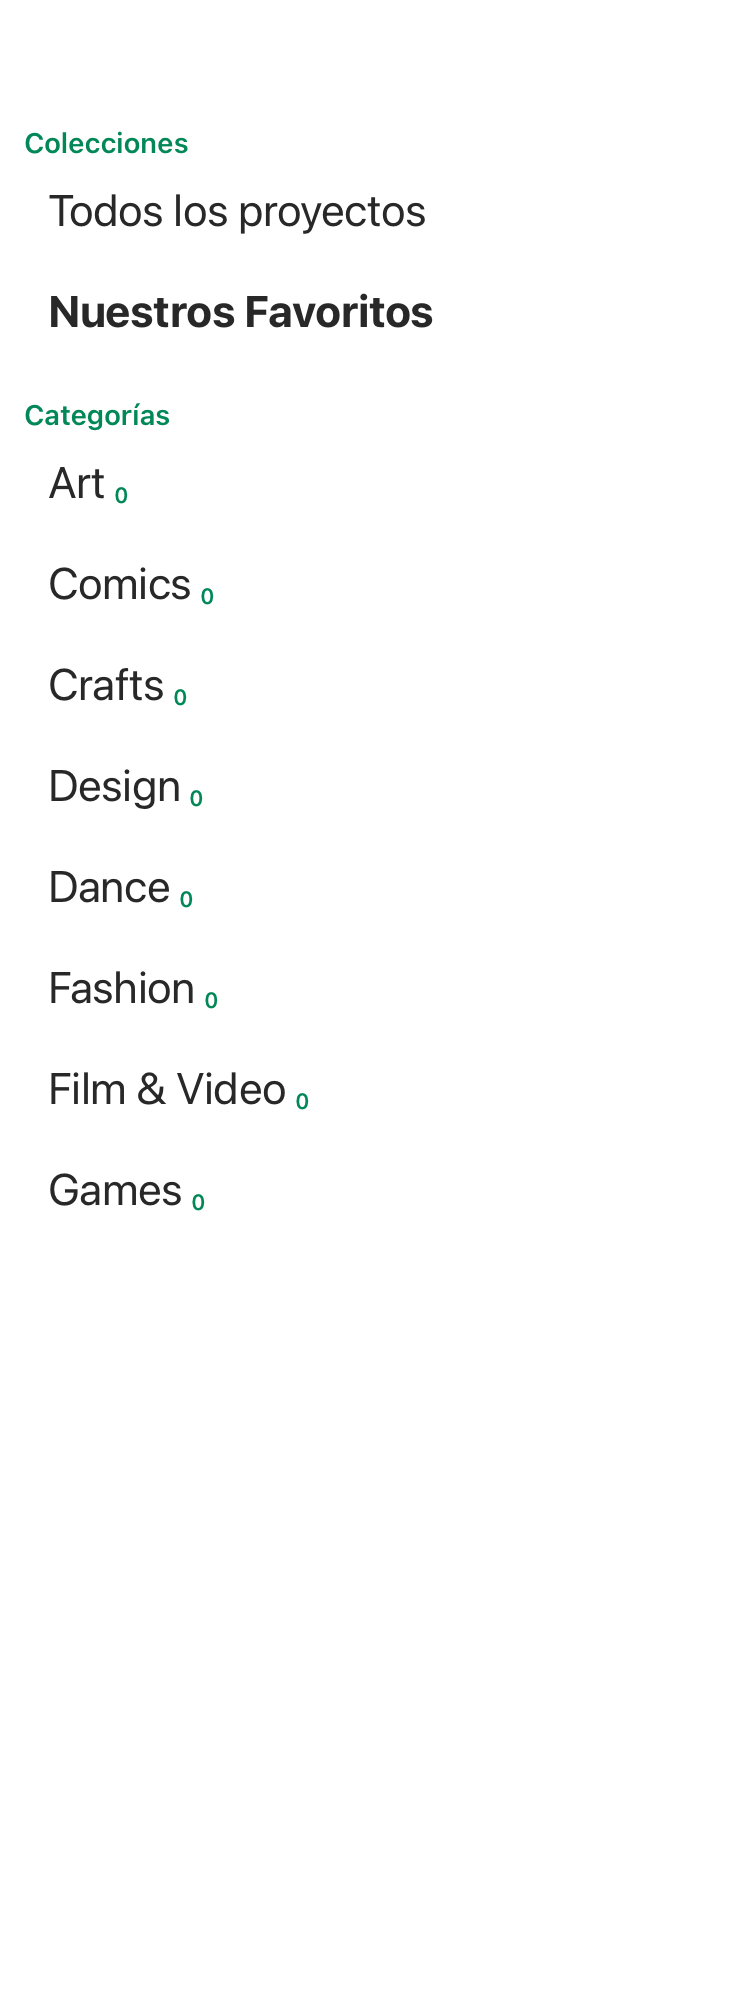 Colecciones
Todos los proyectos
Nuestros Favoritos
Categorías
Art 0
Comics 0
Crafts 0
Design 0
Dance 0
Fashion 0
Film & Video 0
Games 0